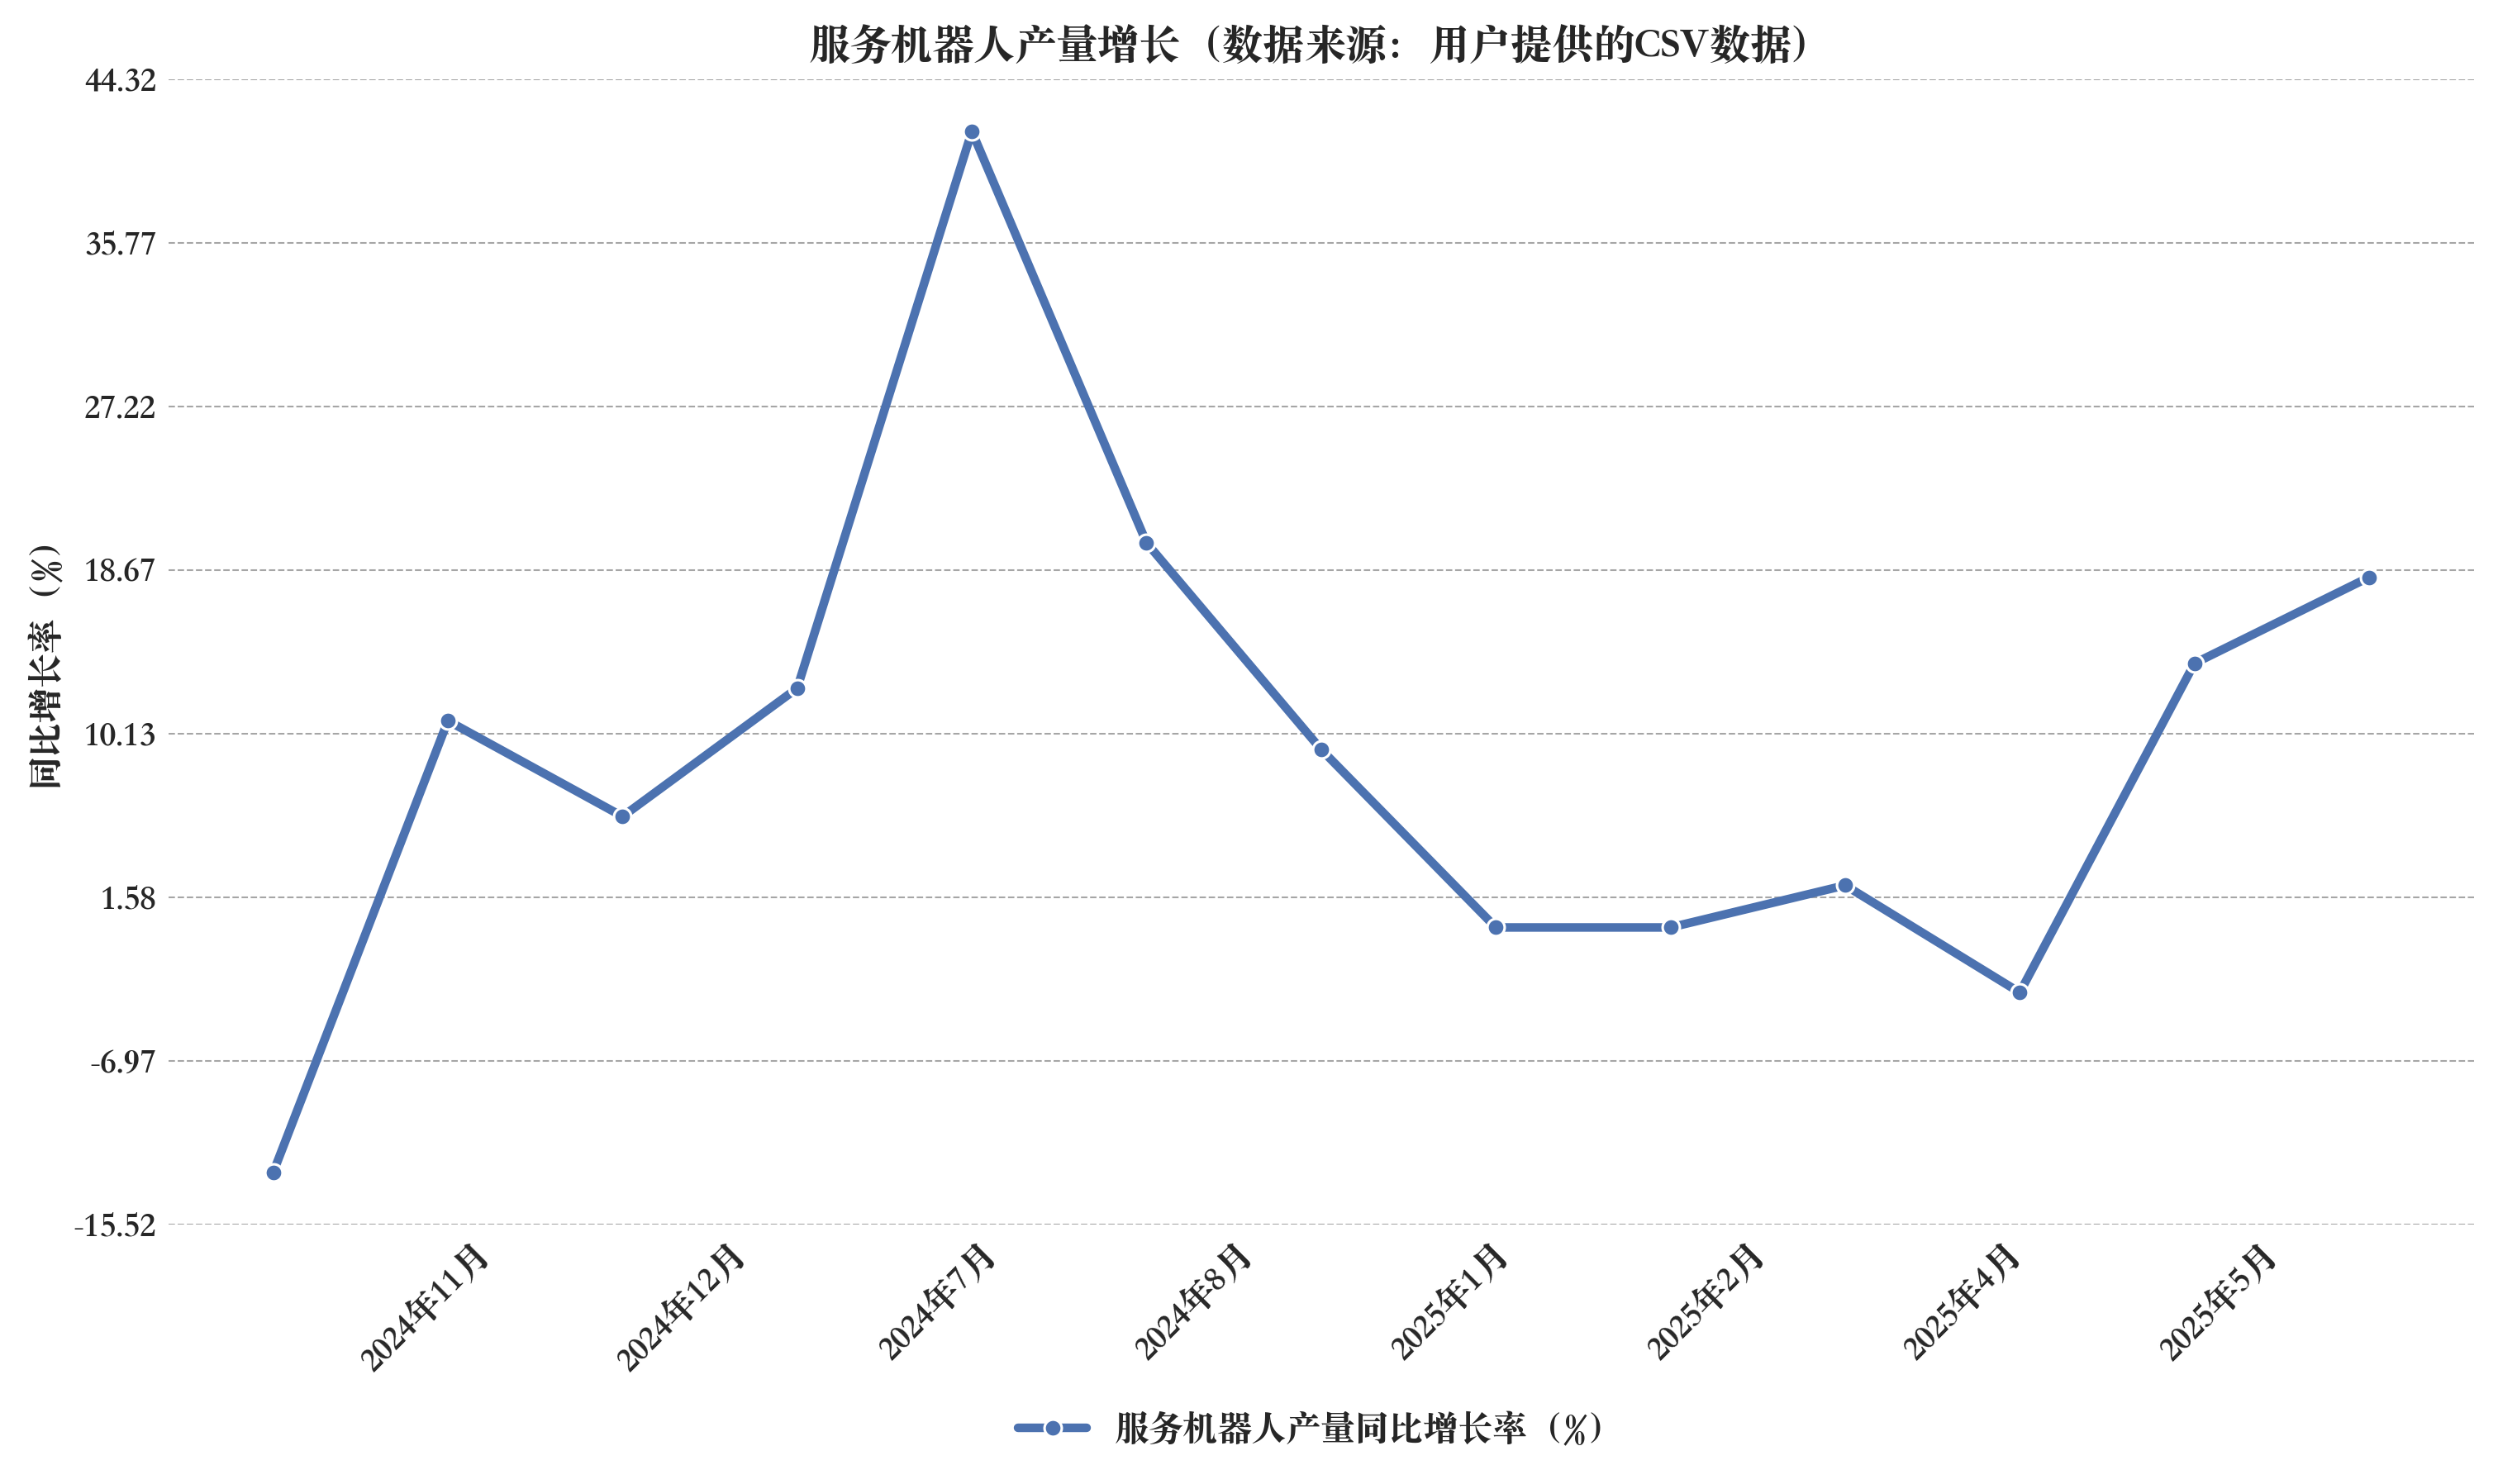 服务机器人产量增长（数据来源：用户提供的CSV数据）
44.32
35.77
27.22
18.67
10.13
1.58
-6.97
-15.52
同比增长率（%）
2024年11月
2024年12月
2024年7月
2024年8月
2025年1月
2025年2月
2025年4月
2025年5月
服务机器人产量同比增长率（%）